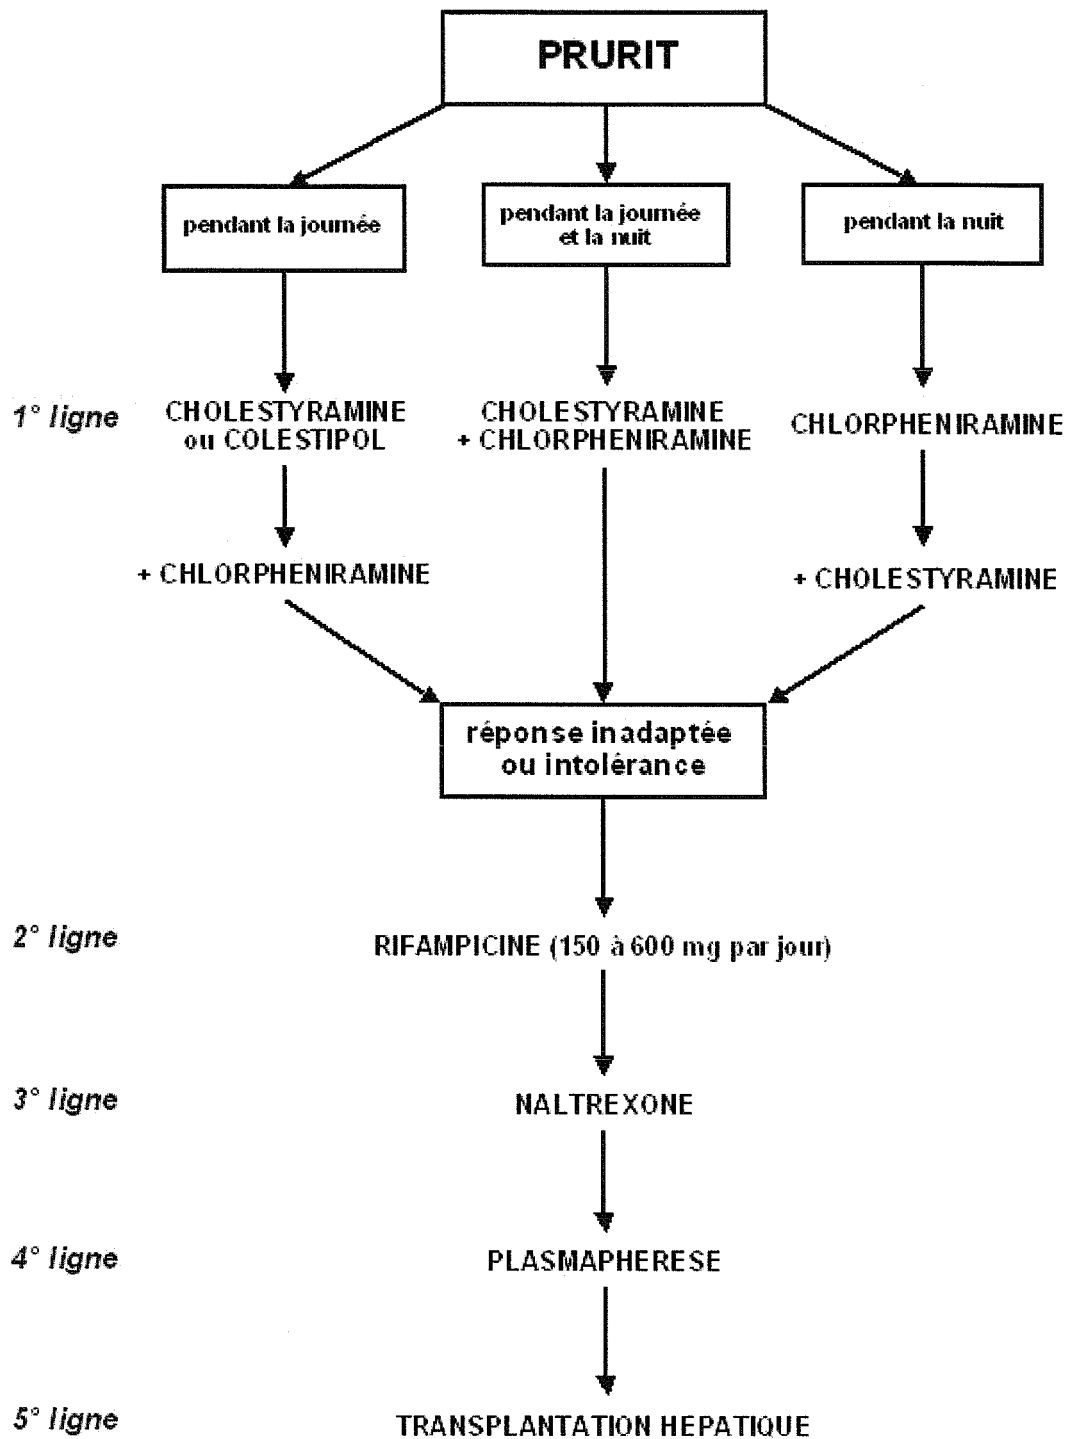 PRURIT
pendant la journée
pendant la journée
et la nuit
pendant la nuit
1° ligne
CHOLESTYRAMINE
ou COLESTIPOL
CHOLESTYRAMINE
+ CHLORPHENIRAMINE
CHLORPHENIRAMINE
+ CHLORPHENIRAMINE
+ CHOLESTYRAMINE
réponse inadaptée
ou intolérance
2° ligne
RIFAMPICINE (150 à 600 mg par jour)
3° ligne
NALTREXONE
4° ligne
PLASMAPHERESE
5° ligne
TRANSPLANTATION HEPATIQUE